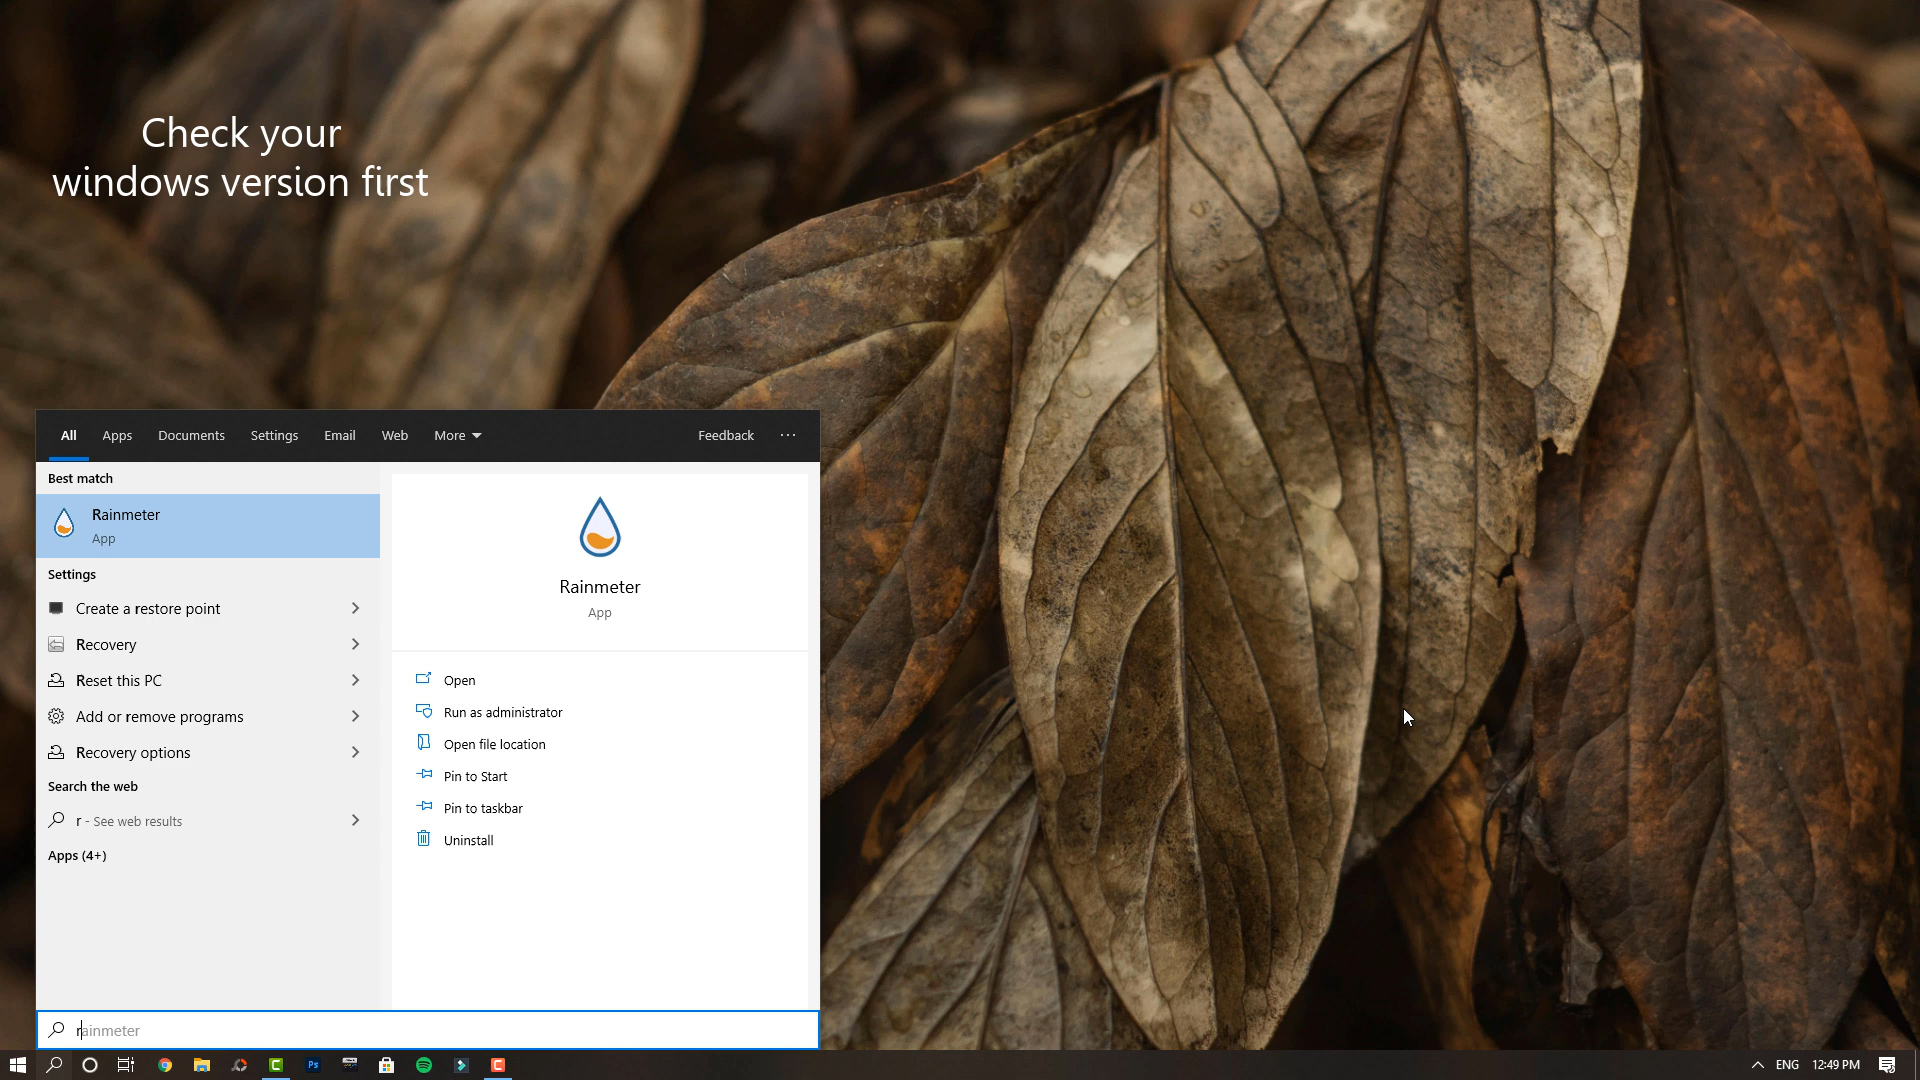 Check your
windows version first
All Apps Documents Settings Email Web More Feedback ...
Best match
Rainmeter
App
Settings
Create a restore point
Recovery
Reset this PC
Add or remove programs
Recovery options
Search the web
r - See web results
Apps (4+)
Rainmeter
App
Open
Run as administrator
Open file location
Pin to Start
Pin to taskbar
Uninstall
rainmeter
C Ps C ENG 12:49 PM